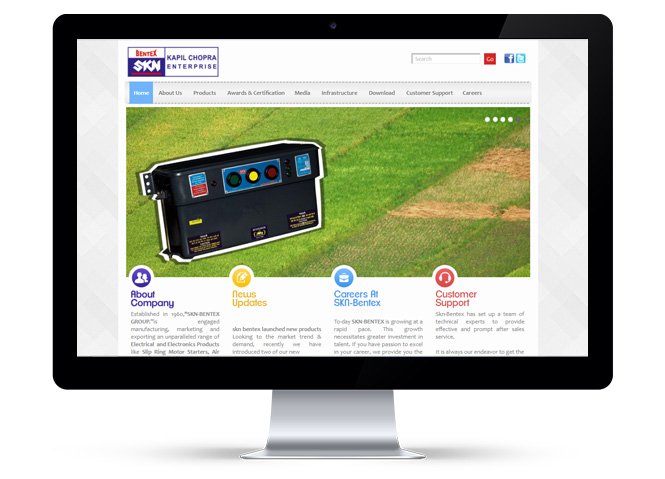 BENTEX
SKN
KAPIL CHOPRA
ENTERPRISE
Search
Go
Home
About Us
Products
Awards & Certification
Media
Infrastructure
Download
Customer Support
Careers
About
Company
Established in 1960,"SKN-BENTEX
GROUP."is engaged
manufacturing, marketing and
exporting an unparalleled range of
Electrical and Electronics Products
like Slip Ring Motor Starters, Air
News
Updates
skn bentex launched new products
Looking to the market trend &
demand, recently we have
introduced two of our new
Careers At
SKN-Bentex
To-day SKN-BENTEX is growing at a
rapid pace. This growth
necessitates greater investment in
talent. If you have passion to excel
in your career, we provide you the
Customer
Support
Skn-Bentex has set up a team of
technical experts to provide
effective and prompt after sales
service.
It is always our endeavor to get the